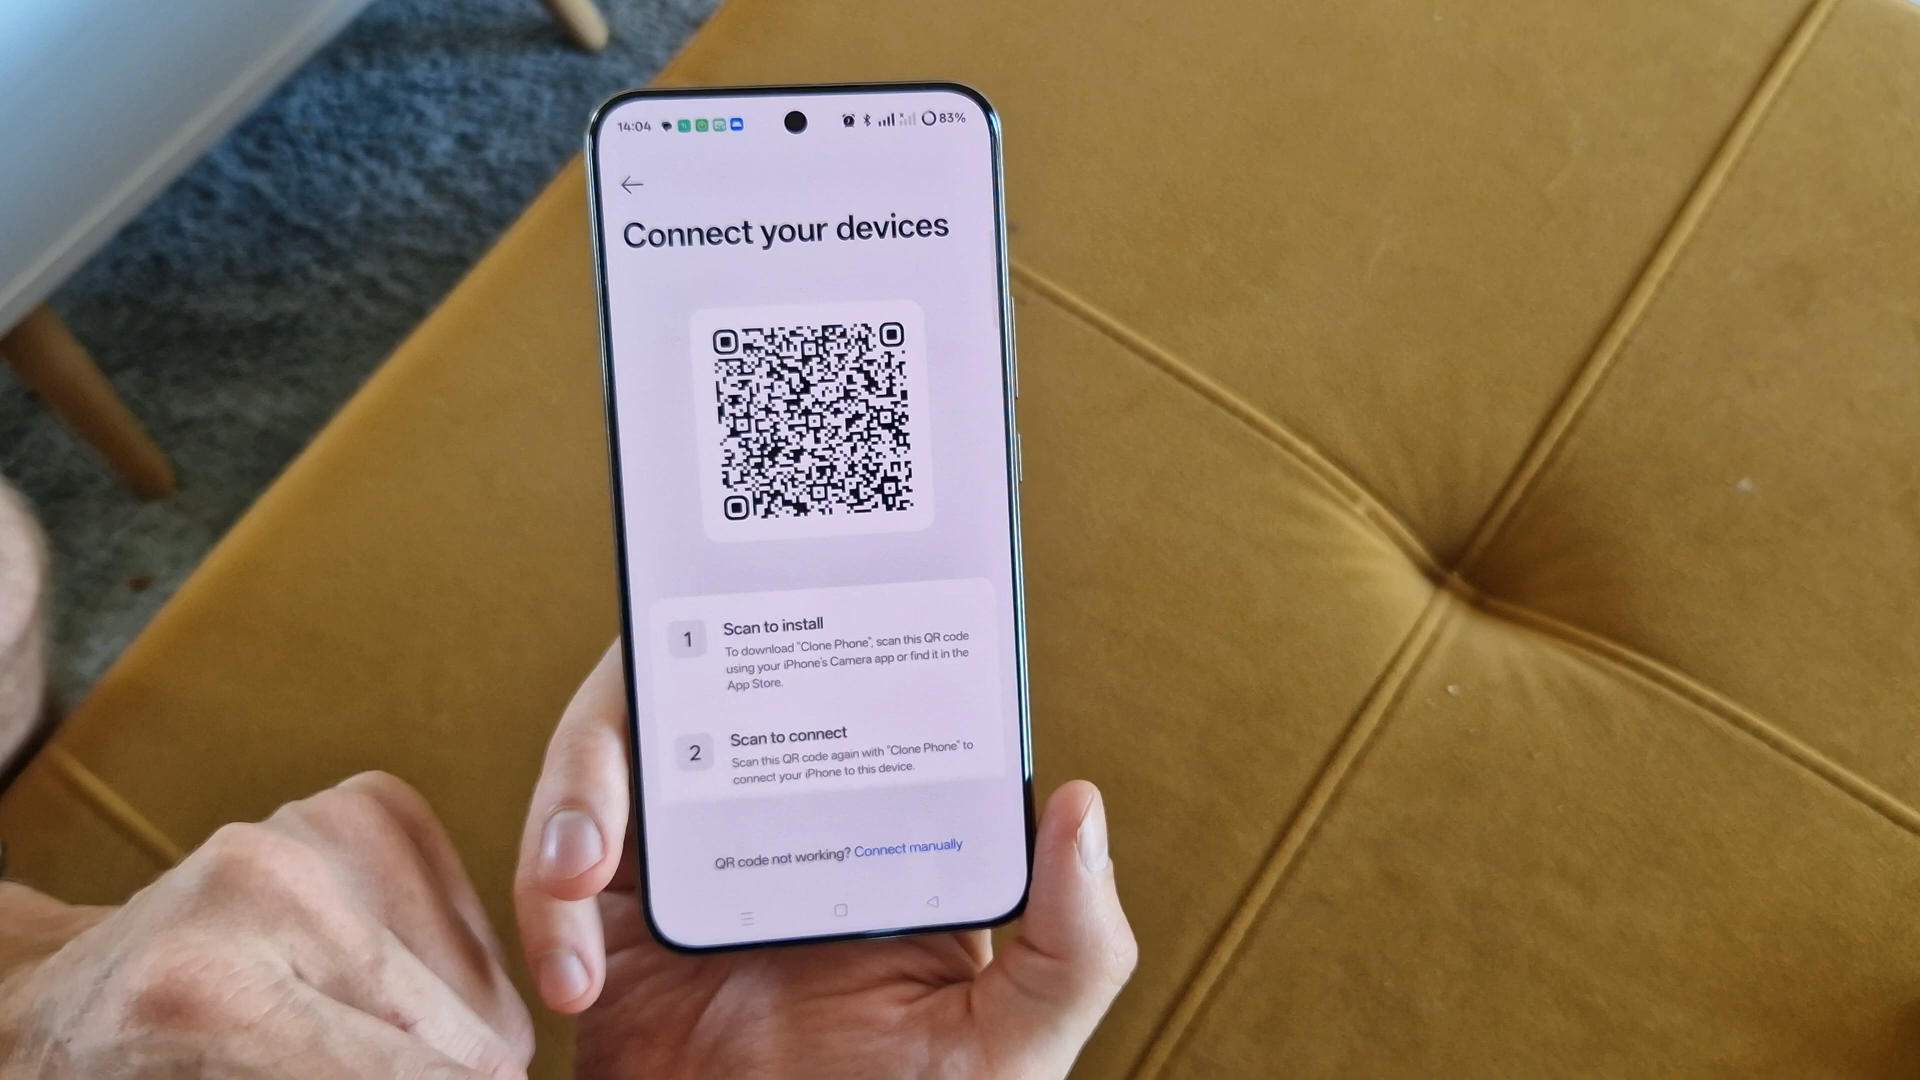 14:04 83%
Connect your devices
1 Scan to install
To download "Clone Phone", scan this QR code
using your iPhone's Camera app or find it in the
App Store.
2 Scan to connect
Scan this QR code again with "Clone Phone" to
connect your iPhone to this device.
QR code not working? Connect manually